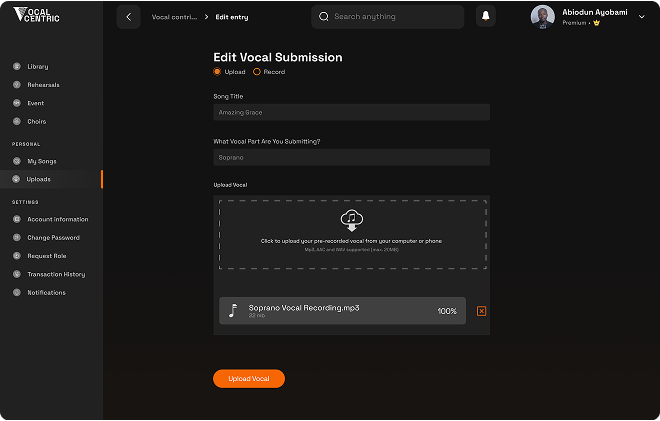 VOCAL
CENTRIC
Vocal contri... > Edit entry
Search anything
Abiodun Ayobami
Premium •
Library
Rehearsals
Event
Choirs
PERSONAL
My Songs
Uploads
SETTINGS
Account information
Change Password
Request Role
Transaction History
Notifications
Edit Vocal Submission
Upload Record
Song Title
Amazing Grace
What Vocal Part Are You Submitting?
Soprano
Upload Vocal
Click to upload your pre-recorded vocal from your computer or phone
Mp3, AAC and WAV supported (max. 20MB)
Soprano Vocal Recording.mp3
100%
Upload Vocal